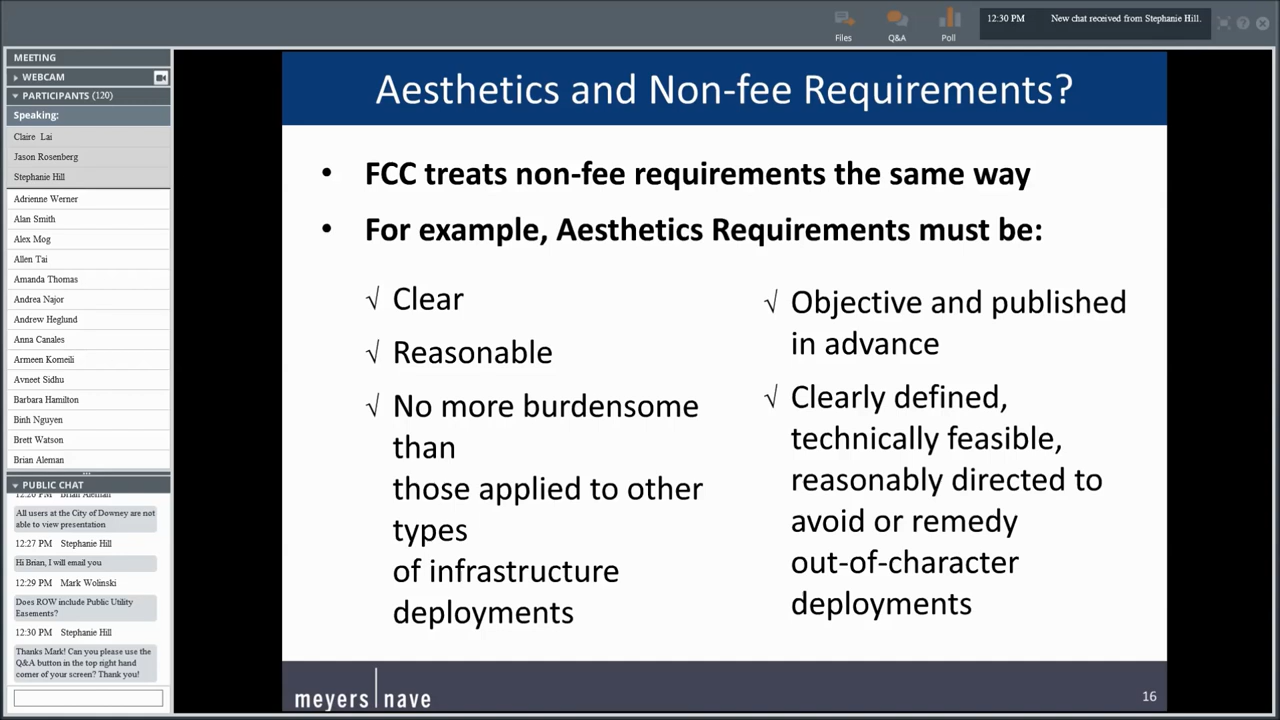 Files
Q&A
Poll
12:30 PM New chat received from Stephanie Hill.
MEETING
WEBCAM
PARTICIPANTS (120)
Speaking:
Claire Lai
Jason Rosenberg
Stephanie Hill
Adrienne Werner
Alan Smith
Alex Mog
Allen Tai
Amanda Thomas
Andrea Najor
Andrew Heglund
Anna Canales
Armeen Komeili
Avneet Sidhu
Barbara Hamilton
Binh Nguyen
Brett Watson
Brian Aleman
PUBLIC CHAT
12:26 PM Brian Aleman
All users at the City of Downey are not
able to view presentation
12:27 PM Stephanie Hill
Hi Brian, I will email you
12:29 PM Mark Wolinski
Does ROW include Public Utility
Easements?
12:30 PM Stephanie Hill
Thanks Mark! Can you please use the
Q&A button in the top right hand
corner of your screen? Thank you!
Aesthetics and Non-fee Requirements?
• FCC treats non-fee requirements the same way
• For example, Aesthetics Requirements must be:
√ Clear
√ Reasonable
√ No more burdensome
than
those applied to other
types
of infrastructure
deployments
√ Objective and published
in advance
√ Clearly defined,
technically feasible,
reasonably directed to
avoid or remedy
out-of-character
deployments
meyers|nave
16